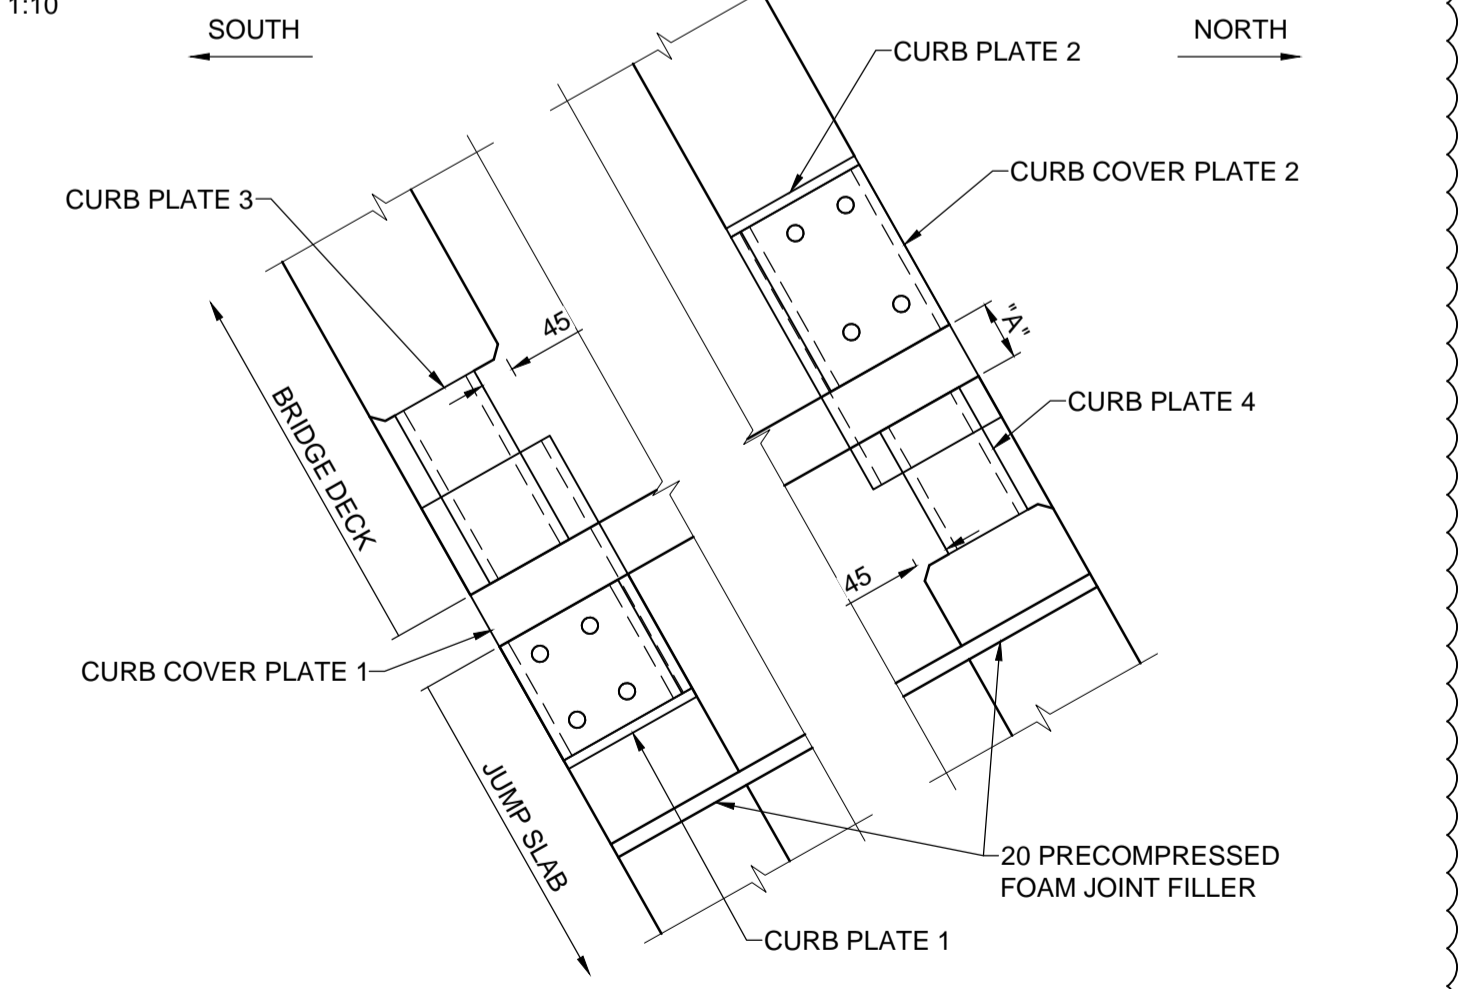 1:10
SOUTH
NORTH
CURB PLATE 2
CURB COVER PLATE 2
CURB PLATE 3
45
"A"
CURB PLATE 4
BRIDGE DECK
45
CURB COVER PLATE 1
JUMP SLAB
20 PRECOMPRESSED
FOAM JOINT FILLER
CURB PLATE 1